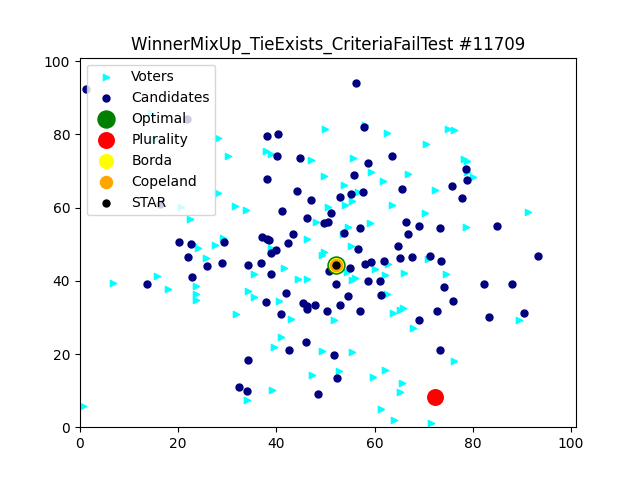 WinnerMixUp_TieExists_CriteriaFailTest #11709
100
80
60
40
20
0
0
20
40
60
80
100
Voters
Candidates
Optimal
Plurality
Borda
Copeland
STAR